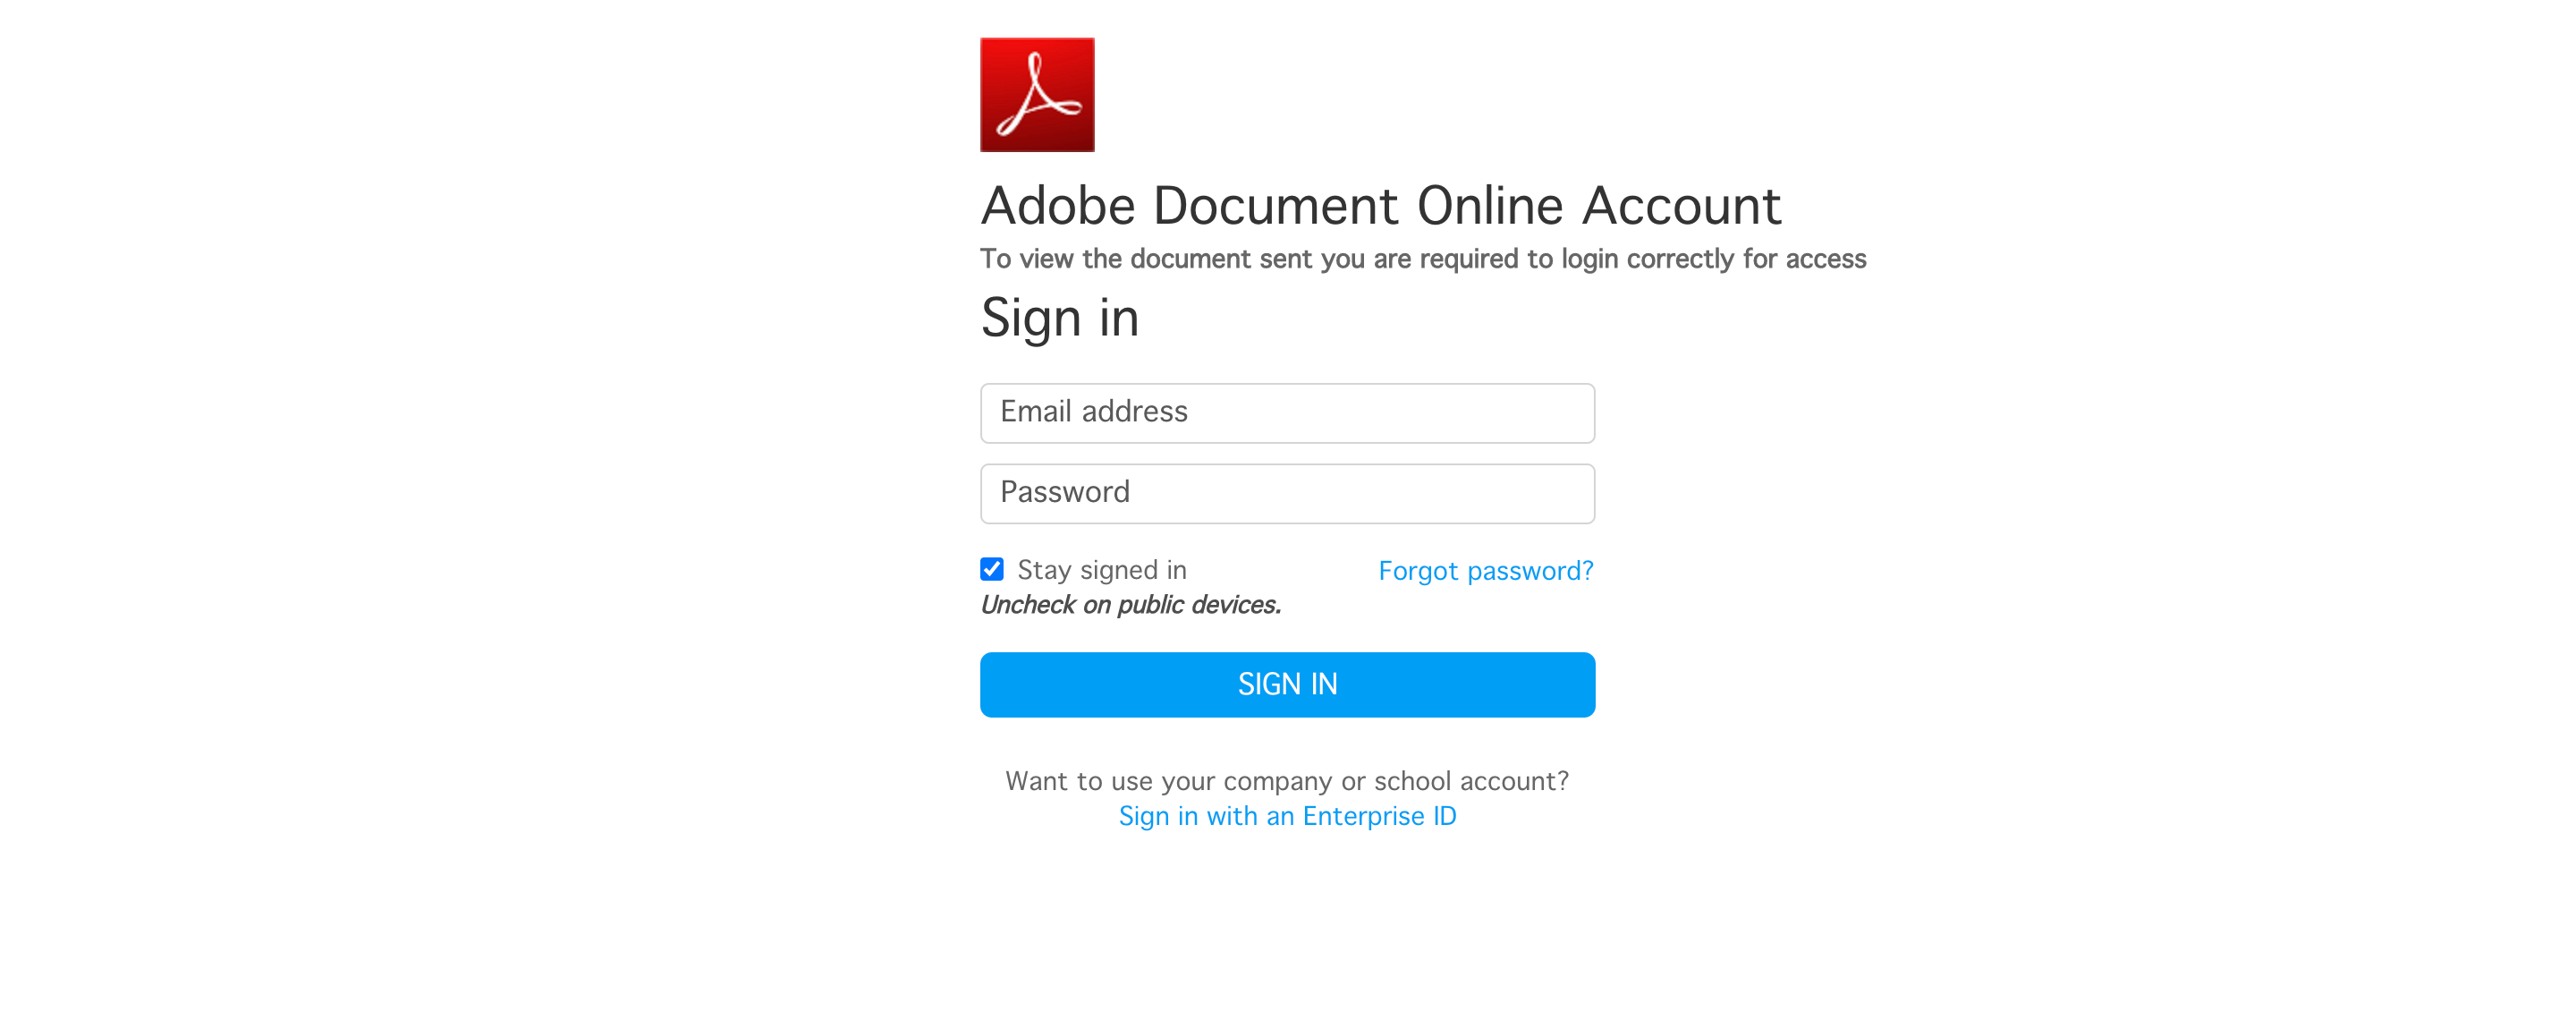 Adobe Document Online Account
To view the document sent you are required to login correctly for access
Sign in
Email address
Password
Stay signed in
Forgot password?
Uncheck on public devices.
SIGN IN
Want to use your company or school account?
Sign in with an Enterprise ID